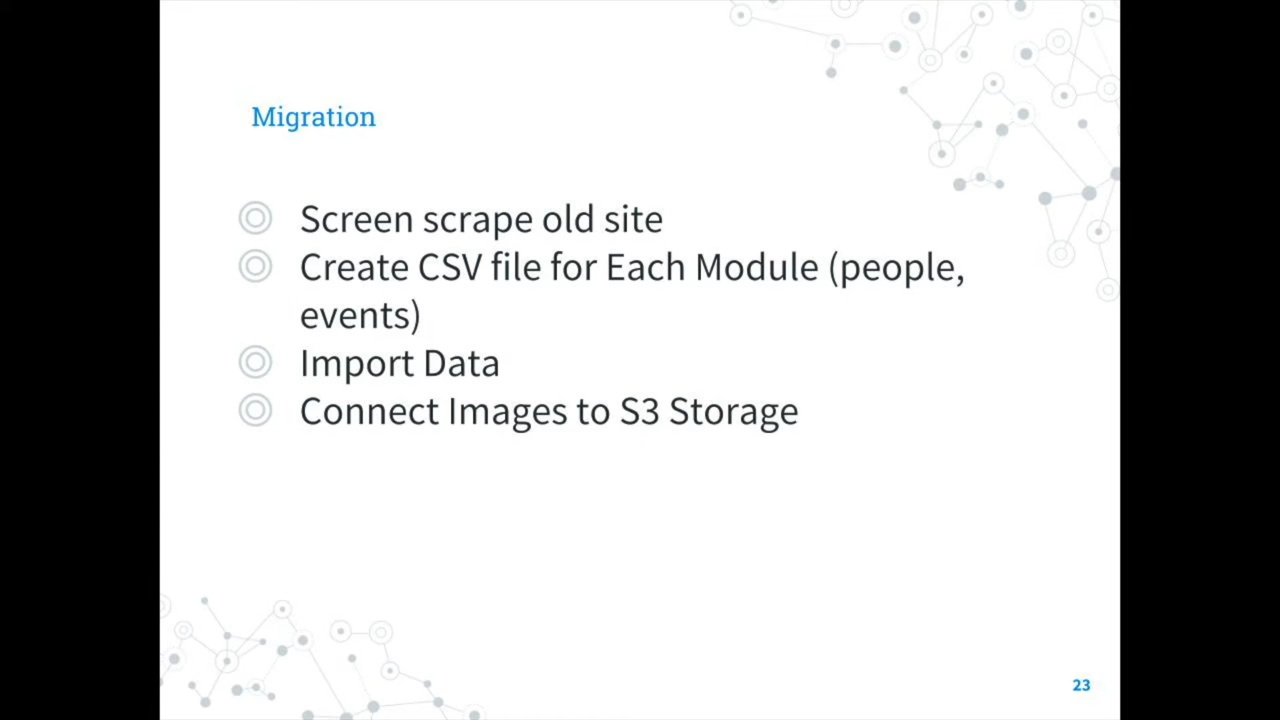 Migration
Screen scrape old site
Create CSV file for Each Module (people,
events)
Import Data
Connect Images to S3 Storage
23